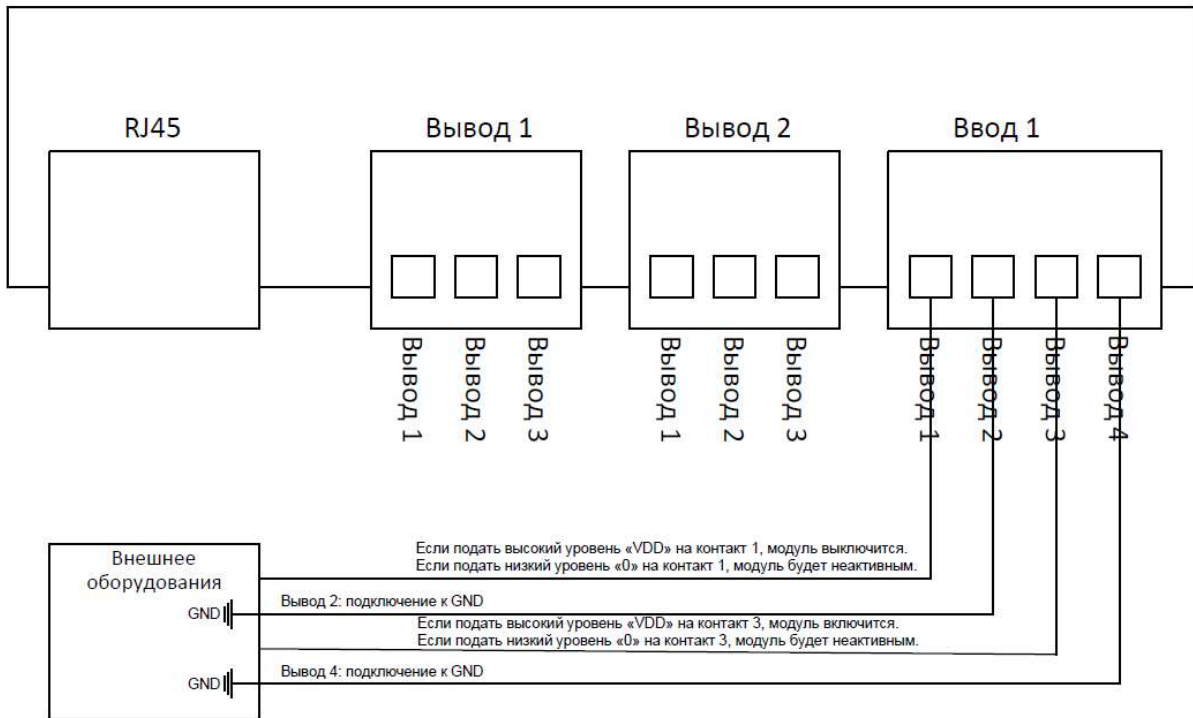 RJ45
Вывод 1
Вывод 2
Ввод 1
Вывод 1
Вывод 2
Вывод 3
Вывод 1
Вывод 2
Вывод 3
Вывод 1
Вывод 2
Вывод 3
Вывод 4
Внешнее
оборудования
Если подать высокий уровень «VDD» на контакт 1, модуль выключится.
Если подать низкий уровень «0» на контакт 1, модуль будет неактивным.
GND
Вывод 2: подключение к GND
Если подать высокий уровень «VDD» на контакт 3, модуль включится.
Если подать низкий уровень «0» на контакт 3, модуль будет неактивным.
GND
Вывод 4: подключение к GND